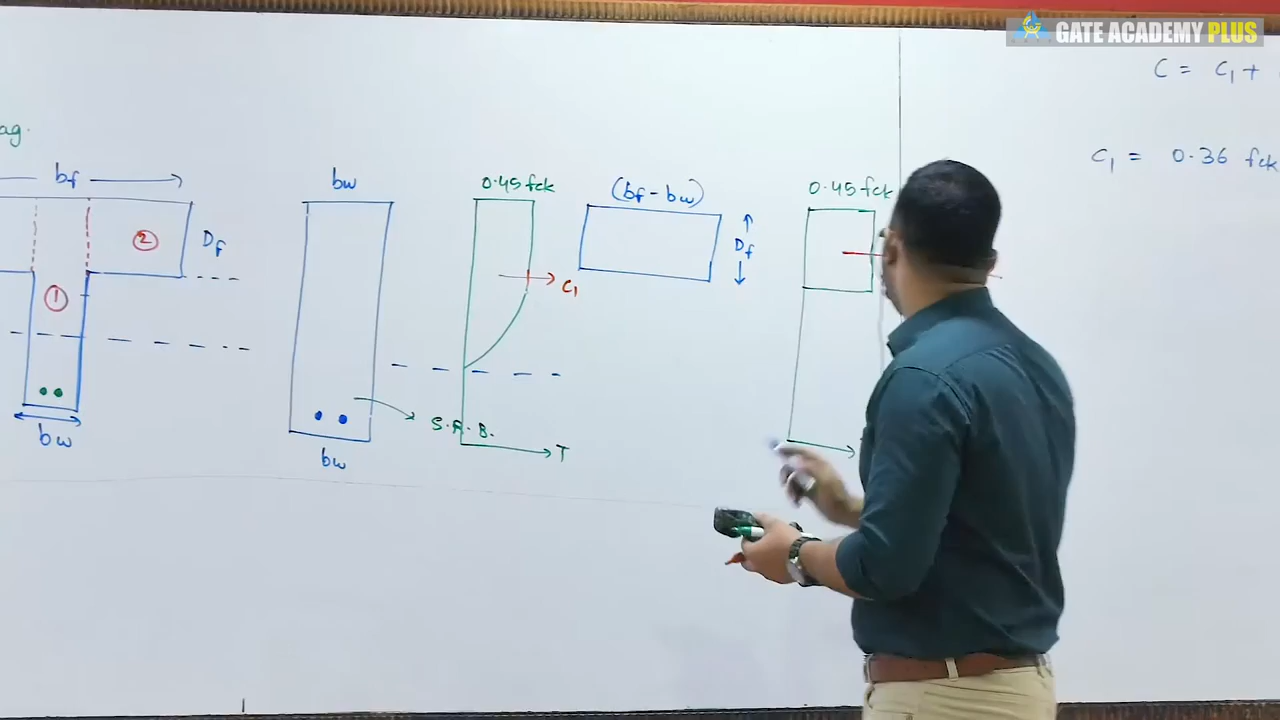 GATE ACADEMY PLUS
C = C₁ +
C₁ = 0.36 fck
ag.
bf
bw
0.45 fck
(bf - bw)
0.45 fck
②
Df
Df
①
C₁
S.R.B.
T
bw
bw